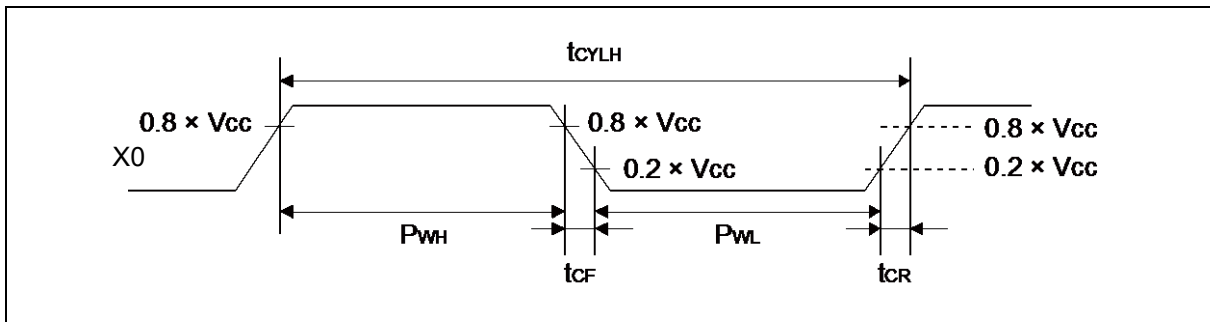 tCYLH
0.8 × VCC
0.8 × VCC
0.8 × VCC
X0
0.2 × VCC
0.2 × VCC
PWH
PWL
tCF
tCR